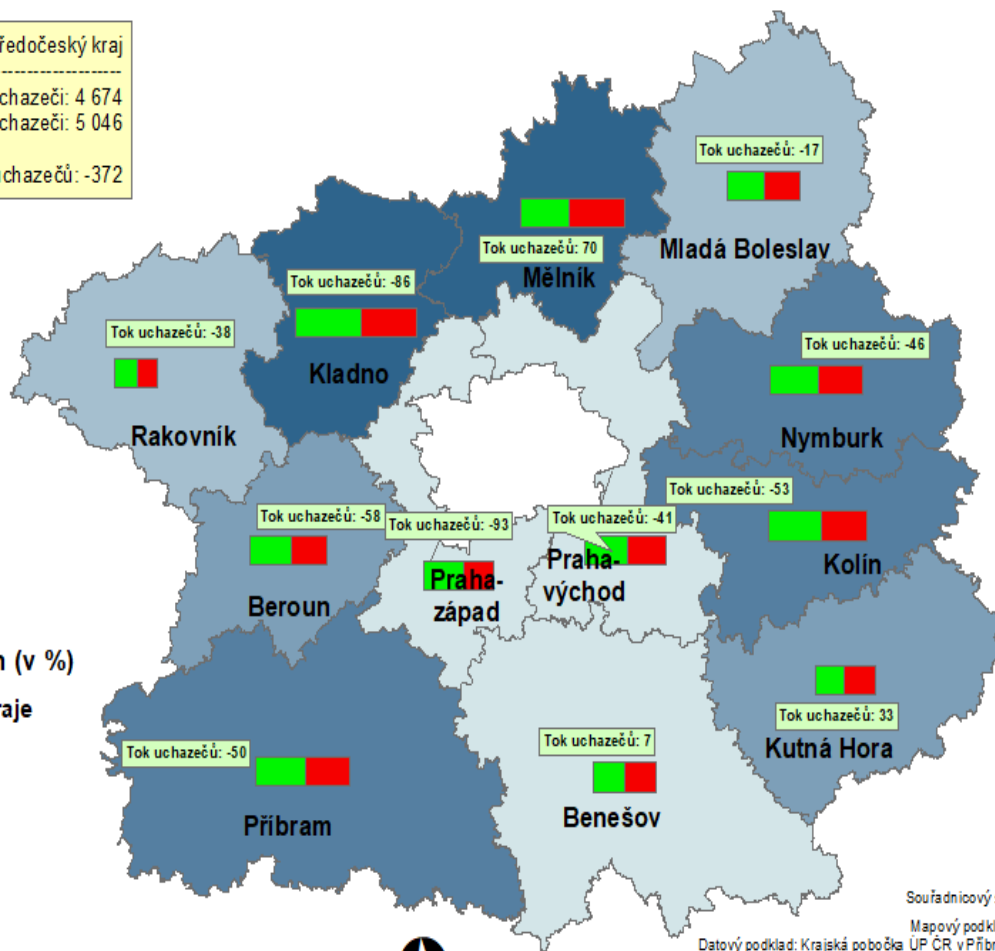 ředočeský kraj
--------------------
chazeči: 4 674
chazeči: 5 046
chazečů: -372
Tok uchazečů: -17
Mladá Boleslav
Tok uchazečů: 70
Mělník
Tok uchazečů: -86
Kladno
Tok uchazečů: -38
Rakovník
Tok uchazečů: -46
Nymburk
Tok uchazečů: -53
Kolín
Tok uchazečů: -58
Beroun
Tok uchazečů: -93
Praha-
západ
Tok uchazečů: -41
Praha-
východ
Tok uchazečů: 33
Kutná Hora
Tok uchazečů: -50
Příbram
Tok uchazečů: 7
Benešov
(v %)
raje
Souřadnicový
Mapový podkl
Datový podklad: Krajská pobočka ÚP ČR v Příbr